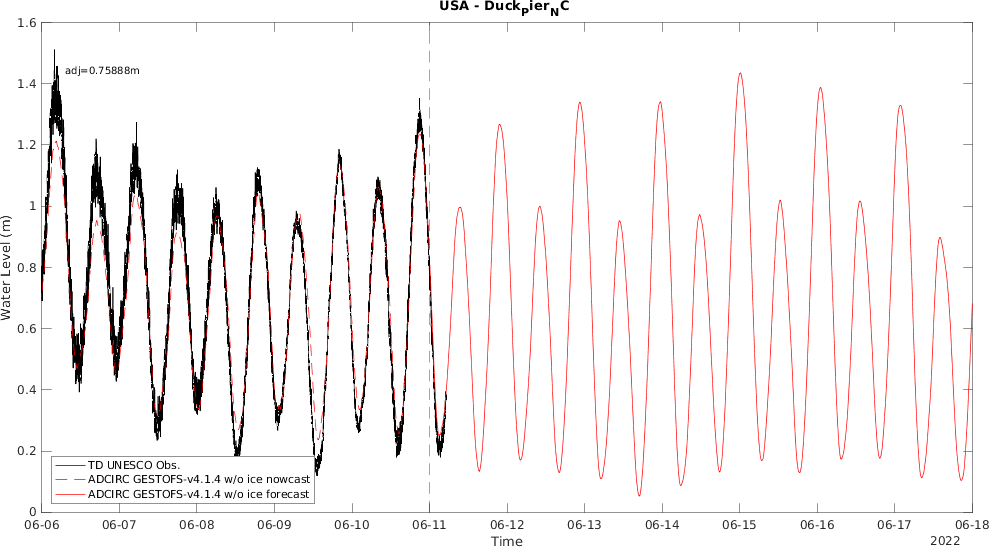 USA - Duck_Pier_NC
1.6
adj=0.75888m
1.4
1.2
1
0.8
0.6
0.4
0.2
0
Water Level (m)
TD UNESCO Obs.
ADCIRC GESTOFS-v4.1.4 w/o ice nowcast
ADCIRC GESTOFS-v4.1.4 w/o ice forecast
06-06 06-07 06-08 06-09 06-10 06-11 06-12 06-13 06-14 06-15 06-16 06-17 06-18
Time
2022